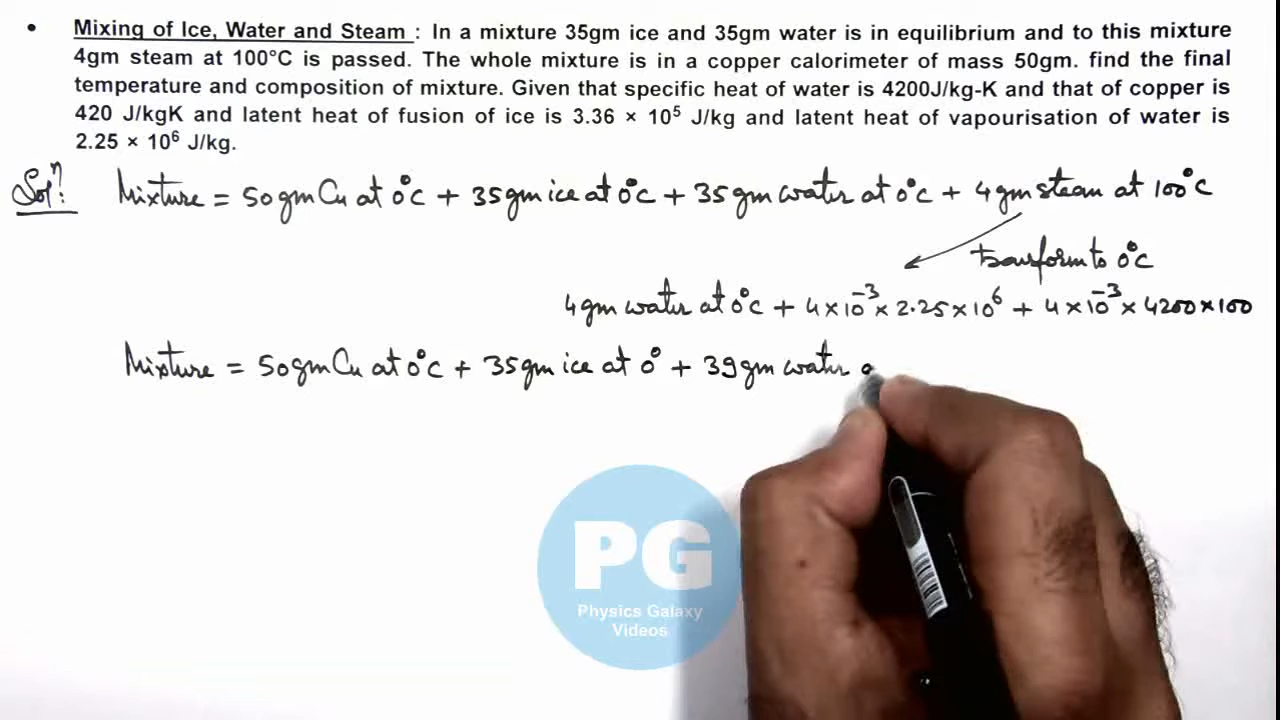 • Mixing of Ice, Water and Steam : In a mixture 35gm ice and 35gm water is in equilibrium and to this mixture
4gm steam at 100°C is passed. The whole mixture is in a copper calorimeter of mass 50gm. find the final
temperature and composition of mixture. Given that specific heat of water is 4200J/kg-K and that of copper is
420 J/kgK and latent heat of fusion of ice is 3.36 × 10⁵ J/kg and latent heat of vapourisation of water is
2.25 × 10⁶ J/kg.
Solⁿ. Mixture = 50gm Cu at 0°C + 35gm ice at 0°C + 35gm water at 0°C + 4gm steam at 100°C
transform to 0°C
4gm water at 0°C + 4×10⁻³ × 2.25×10⁶ + 4×10⁻³ × 4200×100
Mixture = 50gm Cu at 0°C + 35gm ice at 0° + 39gm water a
PG
Physics Galaxy
Videos